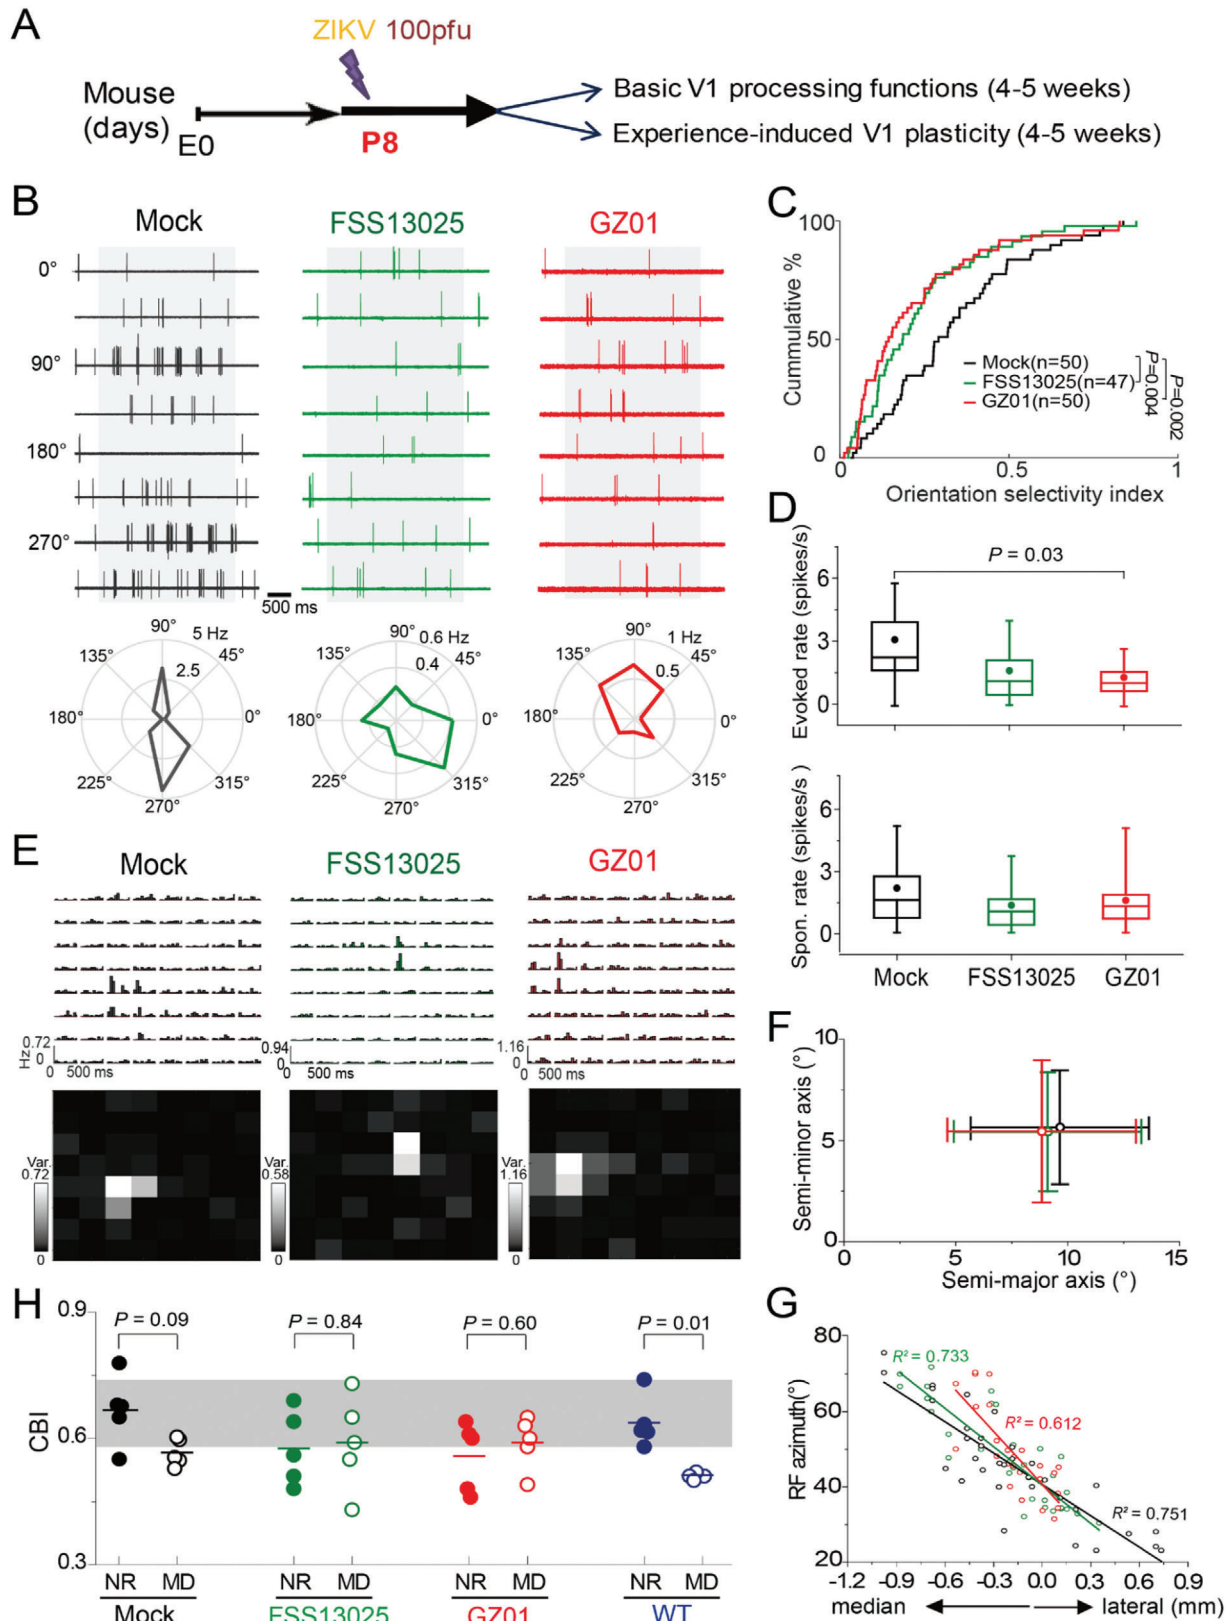 A
ZIKV 100pfu
Mouse
(days)
E0
P8
Basic V1 processing functions (4-5 weeks)
Experience-induced V1 plasticity (4-5 weeks)
B
Mock
FSS13025
GZ01
0°
90°
180°
270°
500 ms
90° 5 Hz
135° 2.5 45°
180° 0°
225° 315°
270°
90° 0.6 Hz
135° 0.4 45°
180° 0°
225° 315°
270°
90° 1 Hz
135° 0.5 45°
180° 0°
225° 315°
270°
C
Cummulative %
100
50
0
Mock(n=50)
FSS13025(n=47)
GZ01(n=50)
P=0.004
P=0.002
0 0.5 1
Orientation selectivity index
D
Evoked rate (spikes/s)
P = 0.03
6
3
0
Spon. rate (spikes/s)
6
3
0
Mock FSS13025 GZ01
E
Mock
FSS13025
GZ01
Hz
0.72
0
0 500 ms
0.94
0
0 500 ms
1.16
0
0 500 ms
Var.
0.72
0
Var.
0.58
0
Var.
1.16
0
F
Semi-minor axis (°)
10
5
0
0 5 10 15
Semi-major axis (°)
G
RF azimuth(°)
80
60
40
20
R² = 0.733
R² = 0.612
R² = 0.751
-1.2 -0.9 -0.6 -0.3 0.0 0.3 0.6 0.9
median lateral (mm)
H
CBI
0.9
0.6
0.3
P = 0.09
P = 0.84
P = 0.60
P = 0.01
NR MD NR MD NR MD NR MD
Mock FSS13025 GZ01 WT